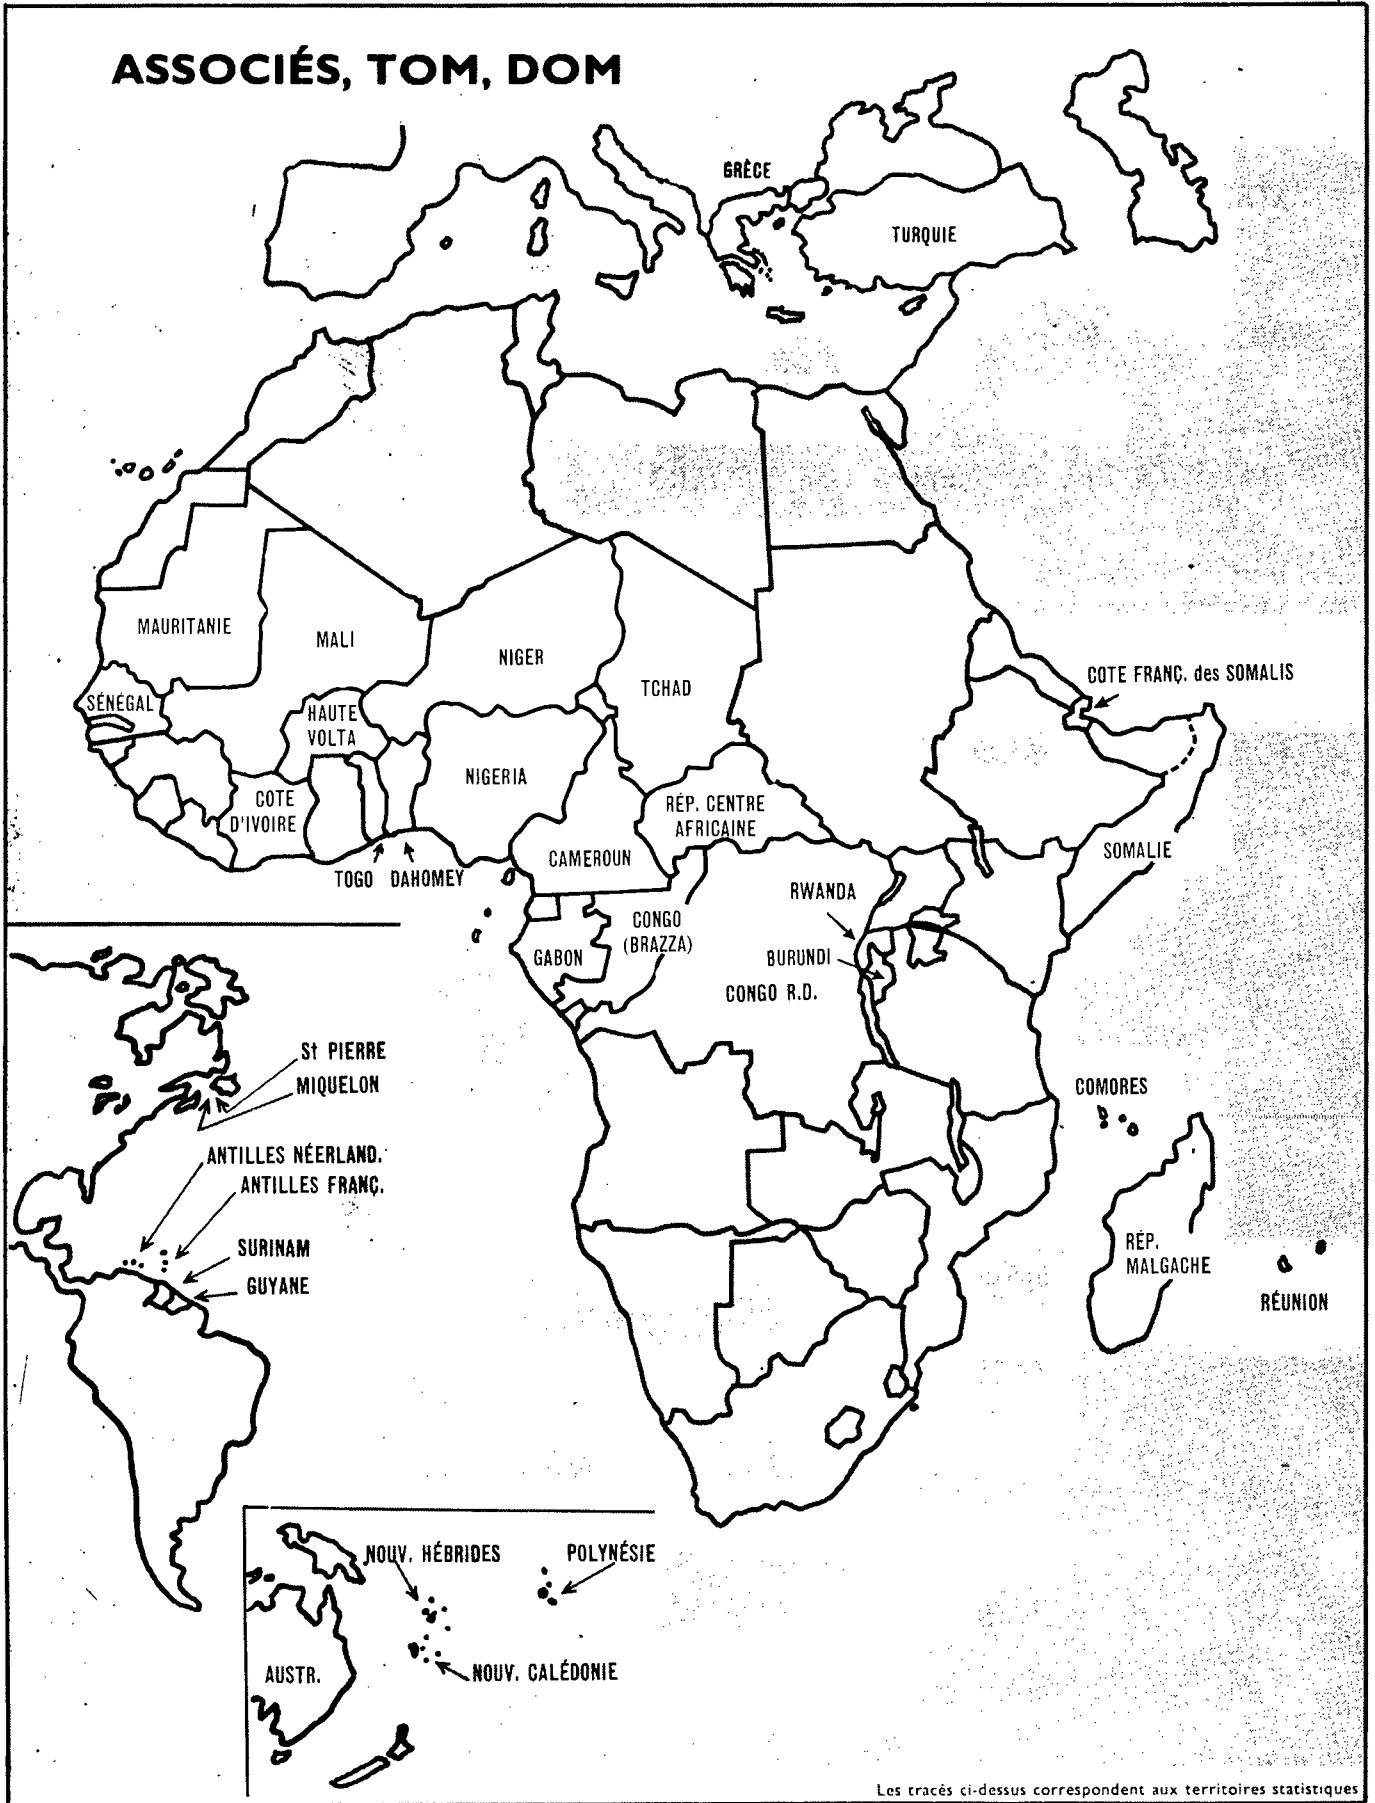 ASSOCIÉS, TOM, DOM
GRÈCE
TURQUIE
MAURITANIE
MALI
NIGER
TCHAD
COTE FRANÇ. des SOMALIS
SÉNÉGAL
HAUTE
VOLTA
NIGERIA
COTE
D'IVOIRE
RÉP. CENTRE
AFRICAINE
CAMEROUN
SOMALIE
TOGO
DAHOMEY
RWANDA
CONGO
(BRAZZA)
GABON
BURUNDI
CONGO R.D.
St PIERRE
MIQUELON
COMORES
ANTILLES NÉERLAND.
ANTILLES FRANÇ.
SURINAM
GUYANE
RÉP.
MALGACHE
RÉUNION
NOUV. HÉBRIDES
POLYNÉSIE
AUSTR.
NOUV. CALÉDONIE
Les tracés ci-dessus correspondent aux territoires statistiques